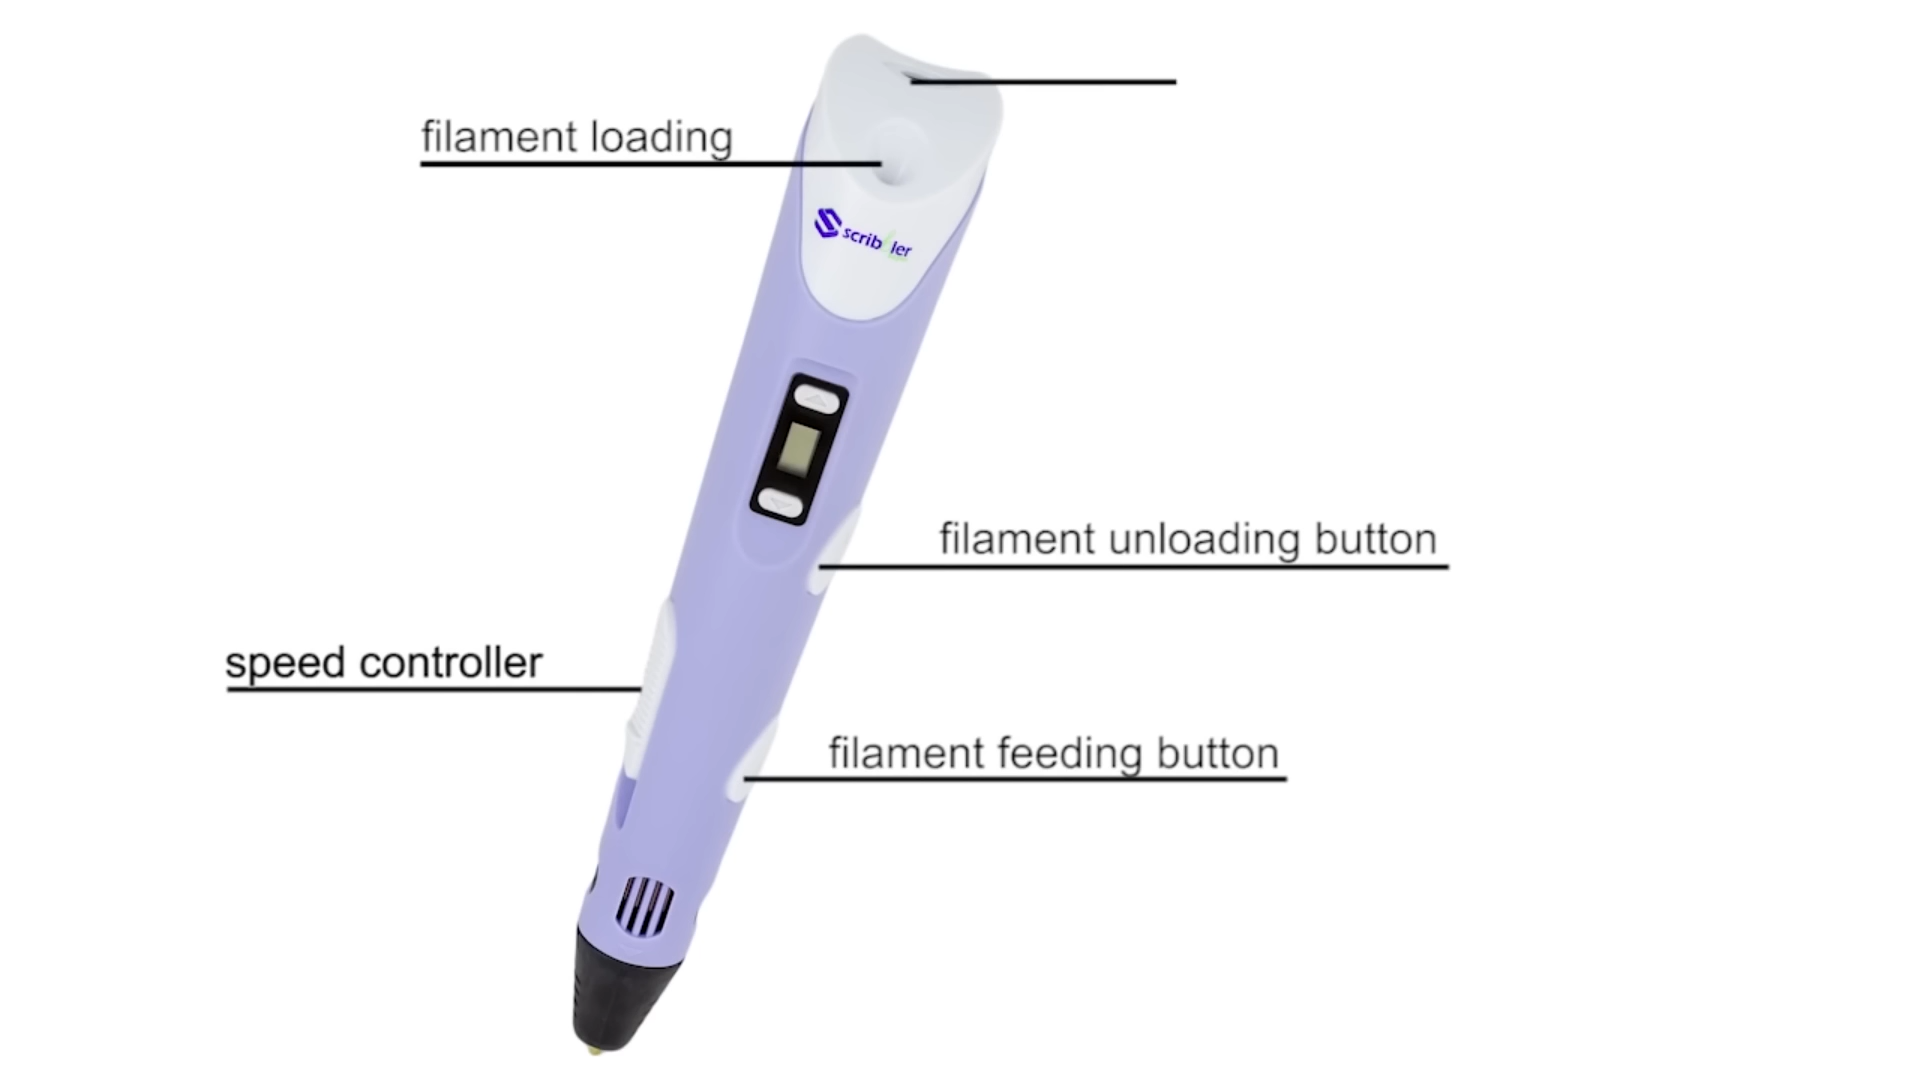 filament loading
scribbler
filament unloading button
speed controller
filament feeding button